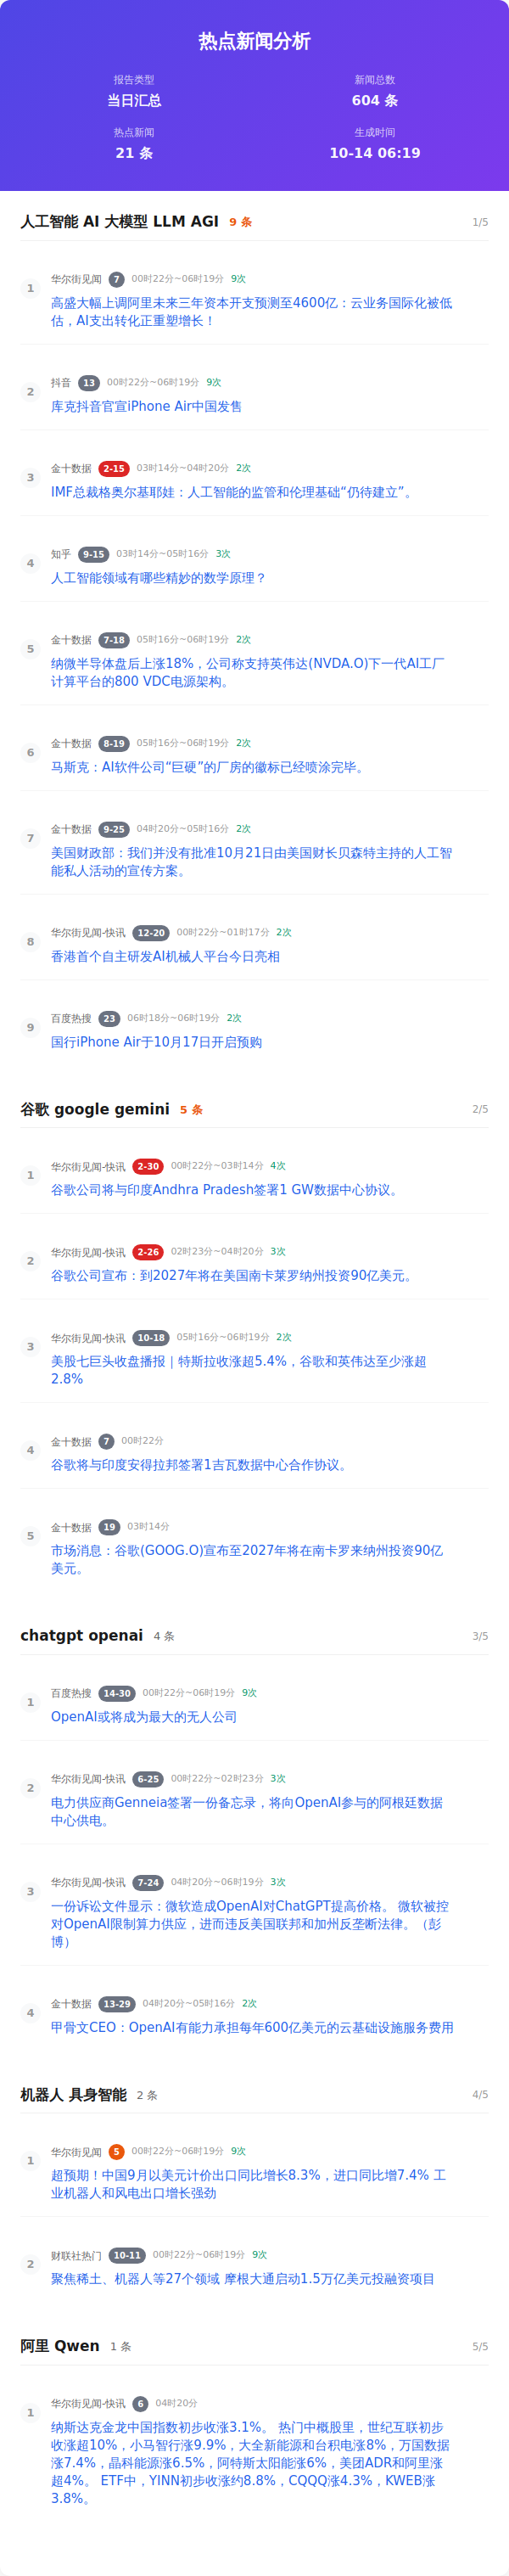 热点新闻分析
报告类型
当日汇总
新闻总数
604 条
热点新闻
21 条
生成时间
10-14 06:19
人工智能 AI 大模型 LLM AGI 9 条 1/5
1
华尔街见闻 7 00时22分~06时19分 9次
高盛大幅上调阿里未来三年资本开支预测至4600亿：云业务国际化被低
估，AI支出转化正重塑增长！
2
抖音 13 00时22分~06时19分 9次
库克抖音官宣iPhone Air中国发售
3
金十数据 2-15 03时14分~04时20分 2次
IMF总裁格奥尔基耶娃：人工智能的监管和伦理基础“仍待建立”。
4
知乎 9-15 03时14分~05时16分 3次
人工智能领域有哪些精妙的数学原理？
5
金十数据 7-18 05时16分~06时19分 2次
纳微半导体盘后上涨18%，公司称支持英伟达(NVDA.O)下一代AI工厂
计算平台的800 VDC电源架构。
6
金十数据 8-19 05时16分~06时19分 2次
马斯克：AI软件公司“巨硬”的厂房的徽标已经喷涂完毕。
7
金十数据 9-25 04时20分~05时16分 2次
美国财政部：我们并没有批准10月21日由美国财长贝森特主持的人工智
能私人活动的宣传方案。
8
华尔街见闻-快讯 12-20 00时22分~01时17分 2次
香港首个自主研发AI机械人平台今日亮相
9
百度热搜 23 06时18分~06时19分 2次
国行iPhone Air于10月17日开启预购
谷歌 google gemini 5 条 2/5
1
华尔街见闻-快讯 2-30 00时22分~03时14分 4次
谷歌公司将与印度Andhra Pradesh签署1 GW数据中心协议。
2
华尔街见闻-快讯 2-26 02时23分~04时20分 3次
谷歌公司宣布：到2027年将在美国南卡莱罗纳州投资90亿美元。
3
华尔街见闻-快讯 10-18 05时16分~06时19分 2次
美股七巨头收盘播报｜特斯拉收涨超5.4%，谷歌和英伟达至少涨超
2.8%
4
金十数据 7 00时22分
谷歌将与印度安得拉邦签署1吉瓦数据中心合作协议。
5
金十数据 19 03时14分
市场消息：谷歌(GOOG.O)宣布至2027年将在南卡罗来纳州投资90亿
美元。
chatgpt openai 4 条 3/5
1
百度热搜 14-30 00时22分~06时19分 9次
OpenAI或将成为最大的无人公司
2
华尔街见闻-快讯 6-25 00时22分~02时23分 3次
电力供应商Genneia签署一份备忘录，将向OpenAI参与的阿根廷数据
中心供电。
3
华尔街见闻-快讯 7-24 04时20分~06时19分 3次
一份诉讼文件显示：微软造成OpenAI对ChatGPT提高价格。 微软被控
对OpenAI限制算力供应，进而违反美国联邦和加州反垄断法律。（彭
博）
4
金十数据 13-29 04时20分~05时16分 2次
甲骨文CEO：OpenAI有能力承担每年600亿美元的云基础设施服务费用
机器人 具身智能 2 条 4/5
1
华尔街见闻 5 00时22分~06时19分 9次
超预期！中国9月以美元计价出口同比增长8.3%，进口同比增7.4% 工
业机器人和风电出口增长强劲
2
财联社热门 10-11 00时22分~06时19分 9次
聚焦稀土、机器人等27个领域 摩根大通启动1.5万亿美元投融资项目
阿里 Qwen 1 条 5/5
1
华尔街见闻-快讯 6 04时20分
纳斯达克金龙中国指数初步收涨3.1%。 热门中概股里，世纪互联初步
收涨超10%，小马智行涨9.9%，大全新能源和台积电涨8%，万国数据
涨7.4%，晶科能源涨6.5%，阿特斯太阳能涨6%，美团ADR和阿里涨
超4%。 ETF中，YINN初步收涨约8.8%，CQQQ涨4.3%，KWEB涨
3.8%。